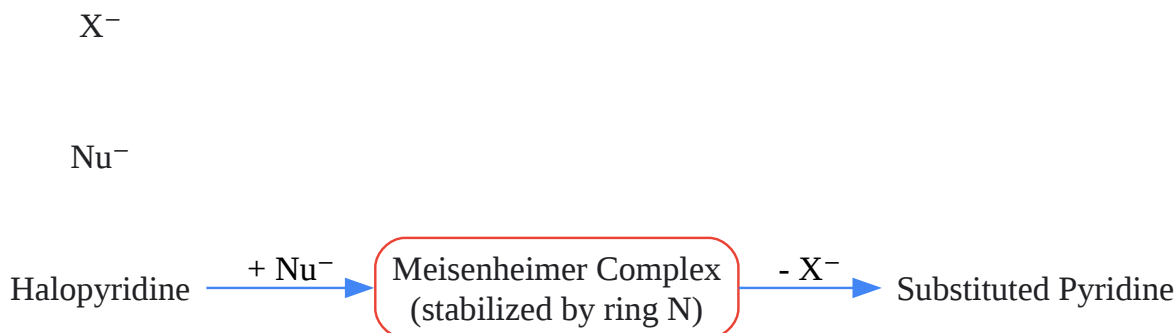 X⁻
Nu⁻
Halopyridine
+ Nu⁻
Meisenheimer Complex
(stabilized by ring N)
- X⁻
Substituted Pyridine